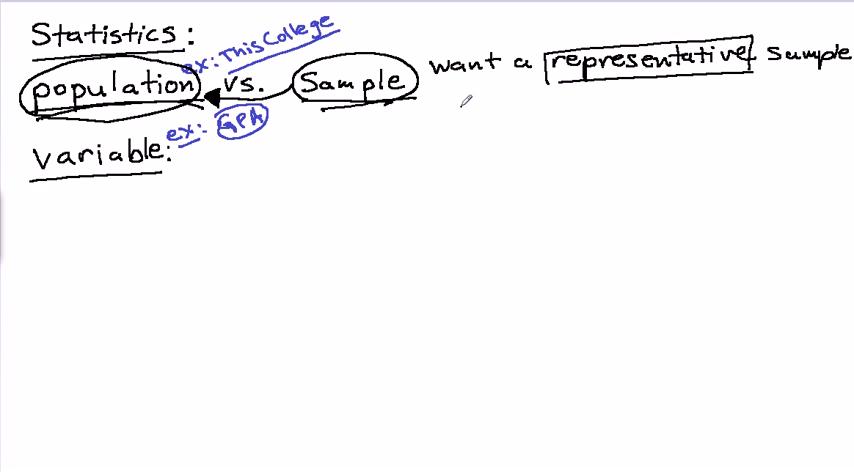 Statistics:
ex: This College
population vs. Sample want a representative sample
ex: GPA
variable: